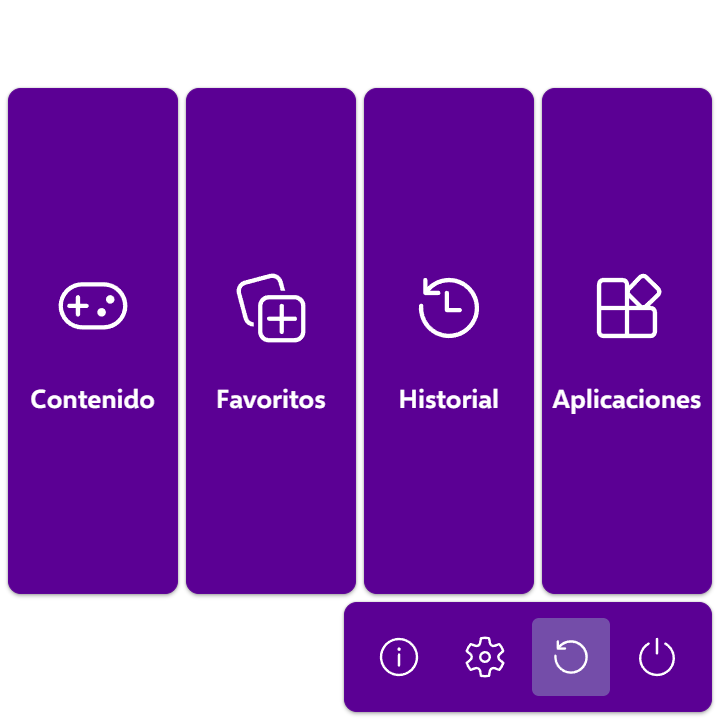 Contenido
Favoritos
Historial
Aplicaciones